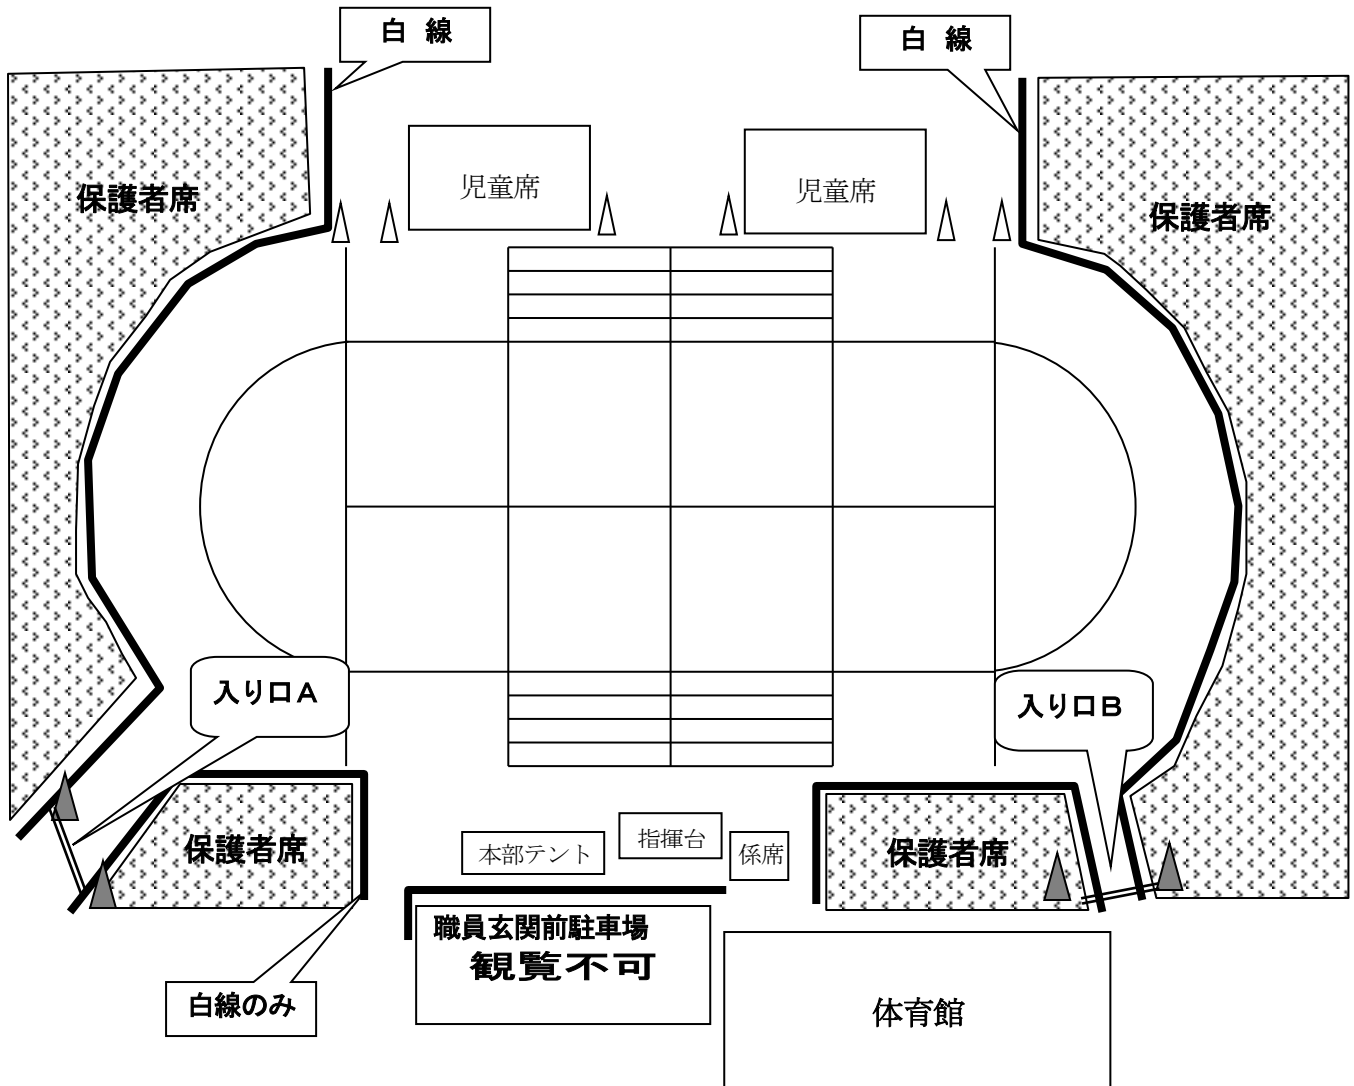 白 線
白 線
児童席
児童席
保護者席
保護者席
入り口A
入り口B
保護者席
本部テント
指揮台
係席
保護者席
職員玄関前駐車場
観覧不可
白線のみ
体育館